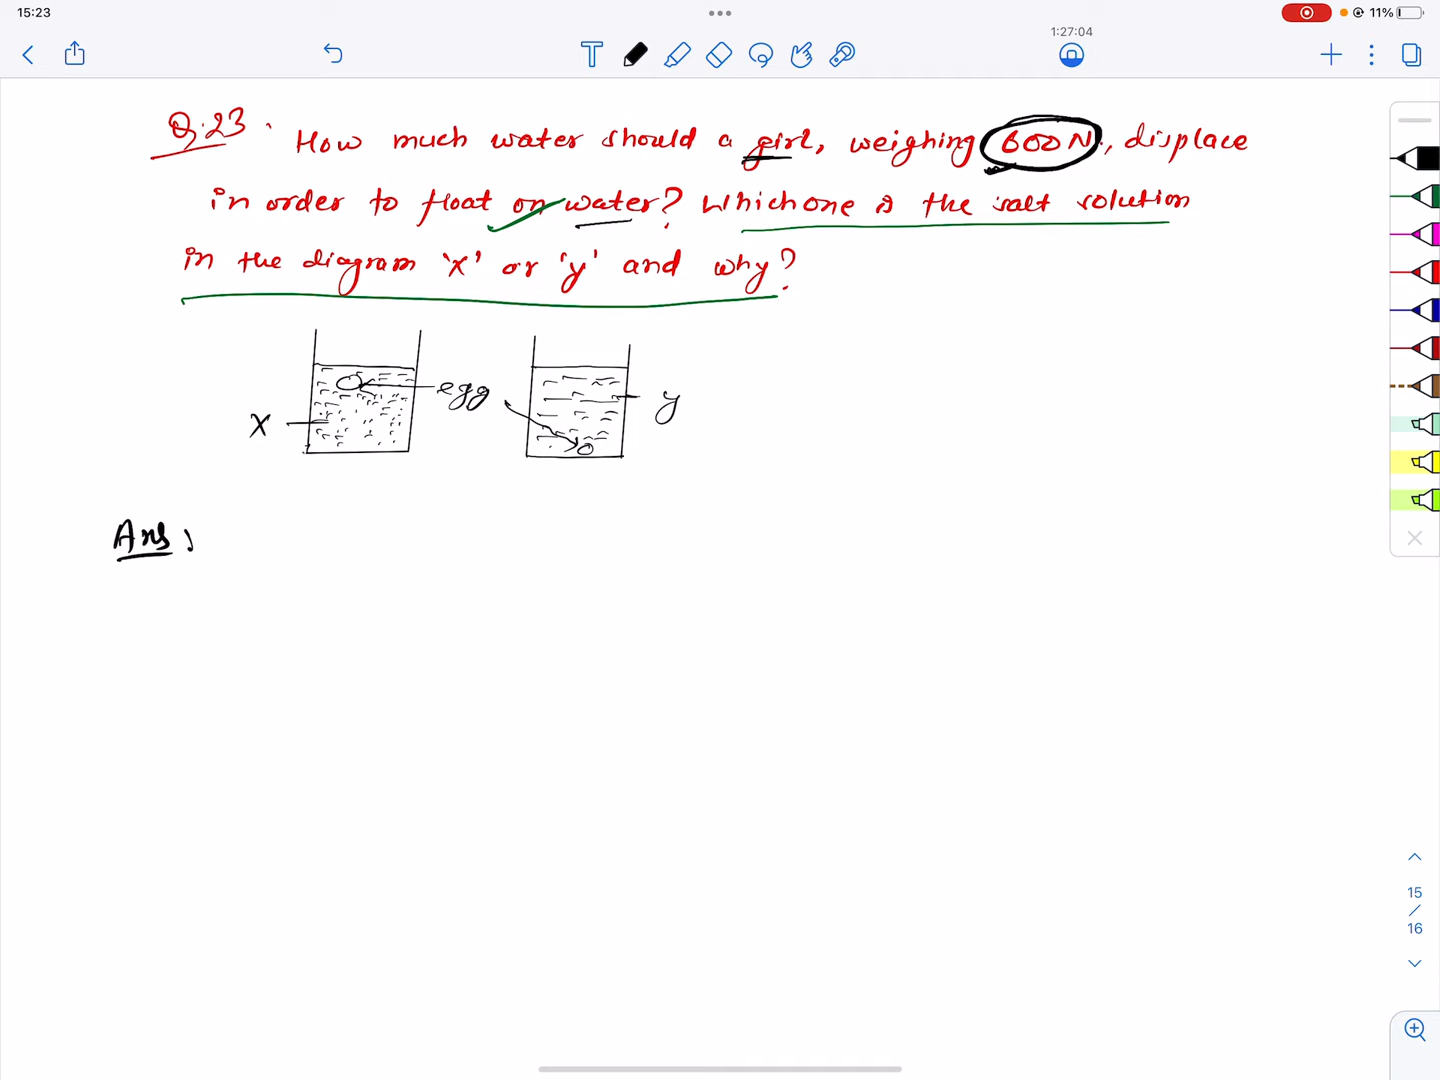 15:23
11%
1:27:04
T
Q.23. How much water should a girl, weighing 600 N, displace
in order to float on water? Which one is the salt solution
in the diagram 'x' or 'y' and why?
egg
X
y
Ans:
15
/
16